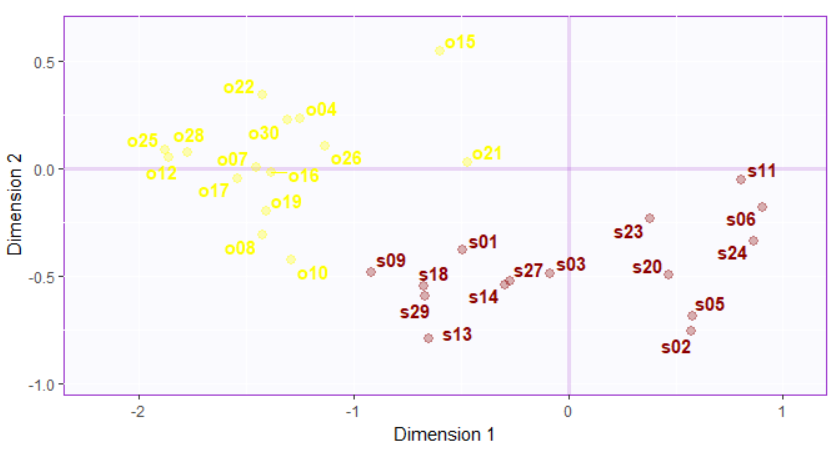 o15
0.5
o22
o04
o30
o25
o28
o07
o26
o21
o12
0.0
o16
s11
o17
o19
s06
s23
o08
s01
s24
s09
s03
s20
o10
s18
s27
-0.5
s14
s05
s29
s13
s02
-1.0
-2
-1
0
1
Dimension 1
Dimension 2